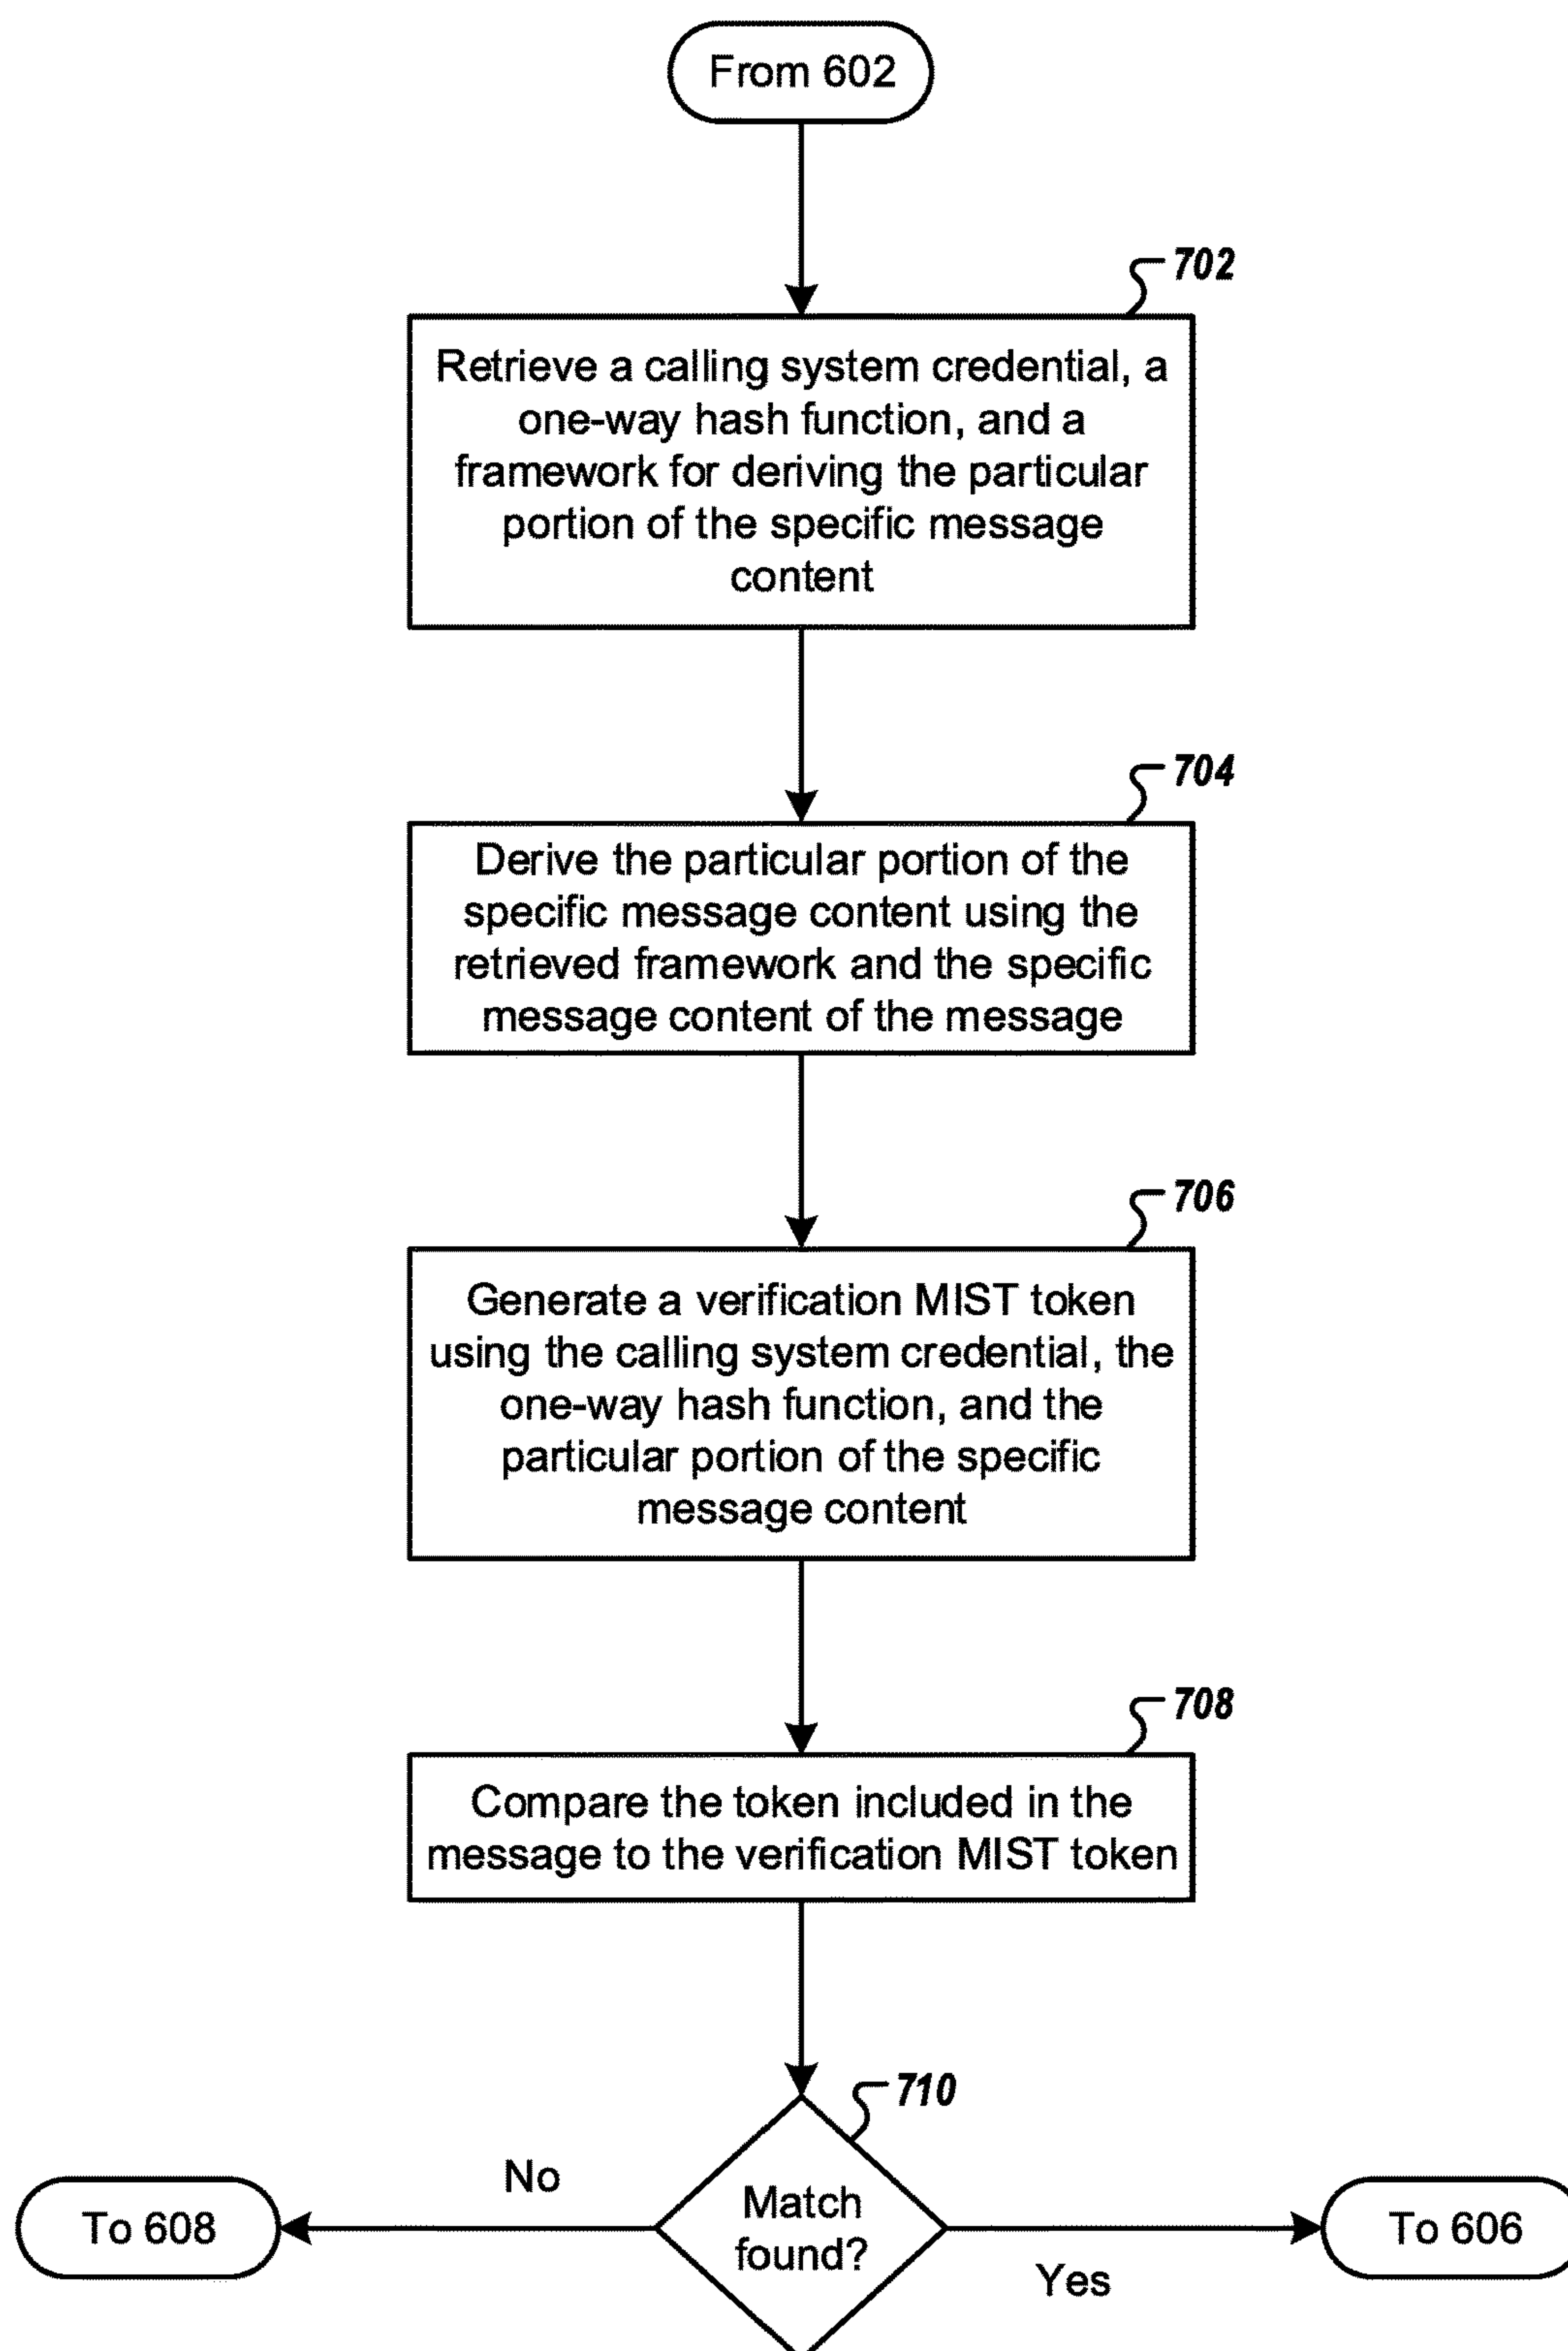 From 602
702
Retrieve a calling system credential, a
one-way hash function, and a
framework for deriving the particular
portion of the specific message
content
704
Derive the particular portion of the
specific message content using the
retrieved framework and the specific
message content of the message
706
Generate a verification MIST token
using the calling system credential, the
one-way hash function, and the
particular portion of the specific
message content
708
Compare the token included in the
message to the verification MIST token
710
No
To 608
Match
found?
To 606
Yes